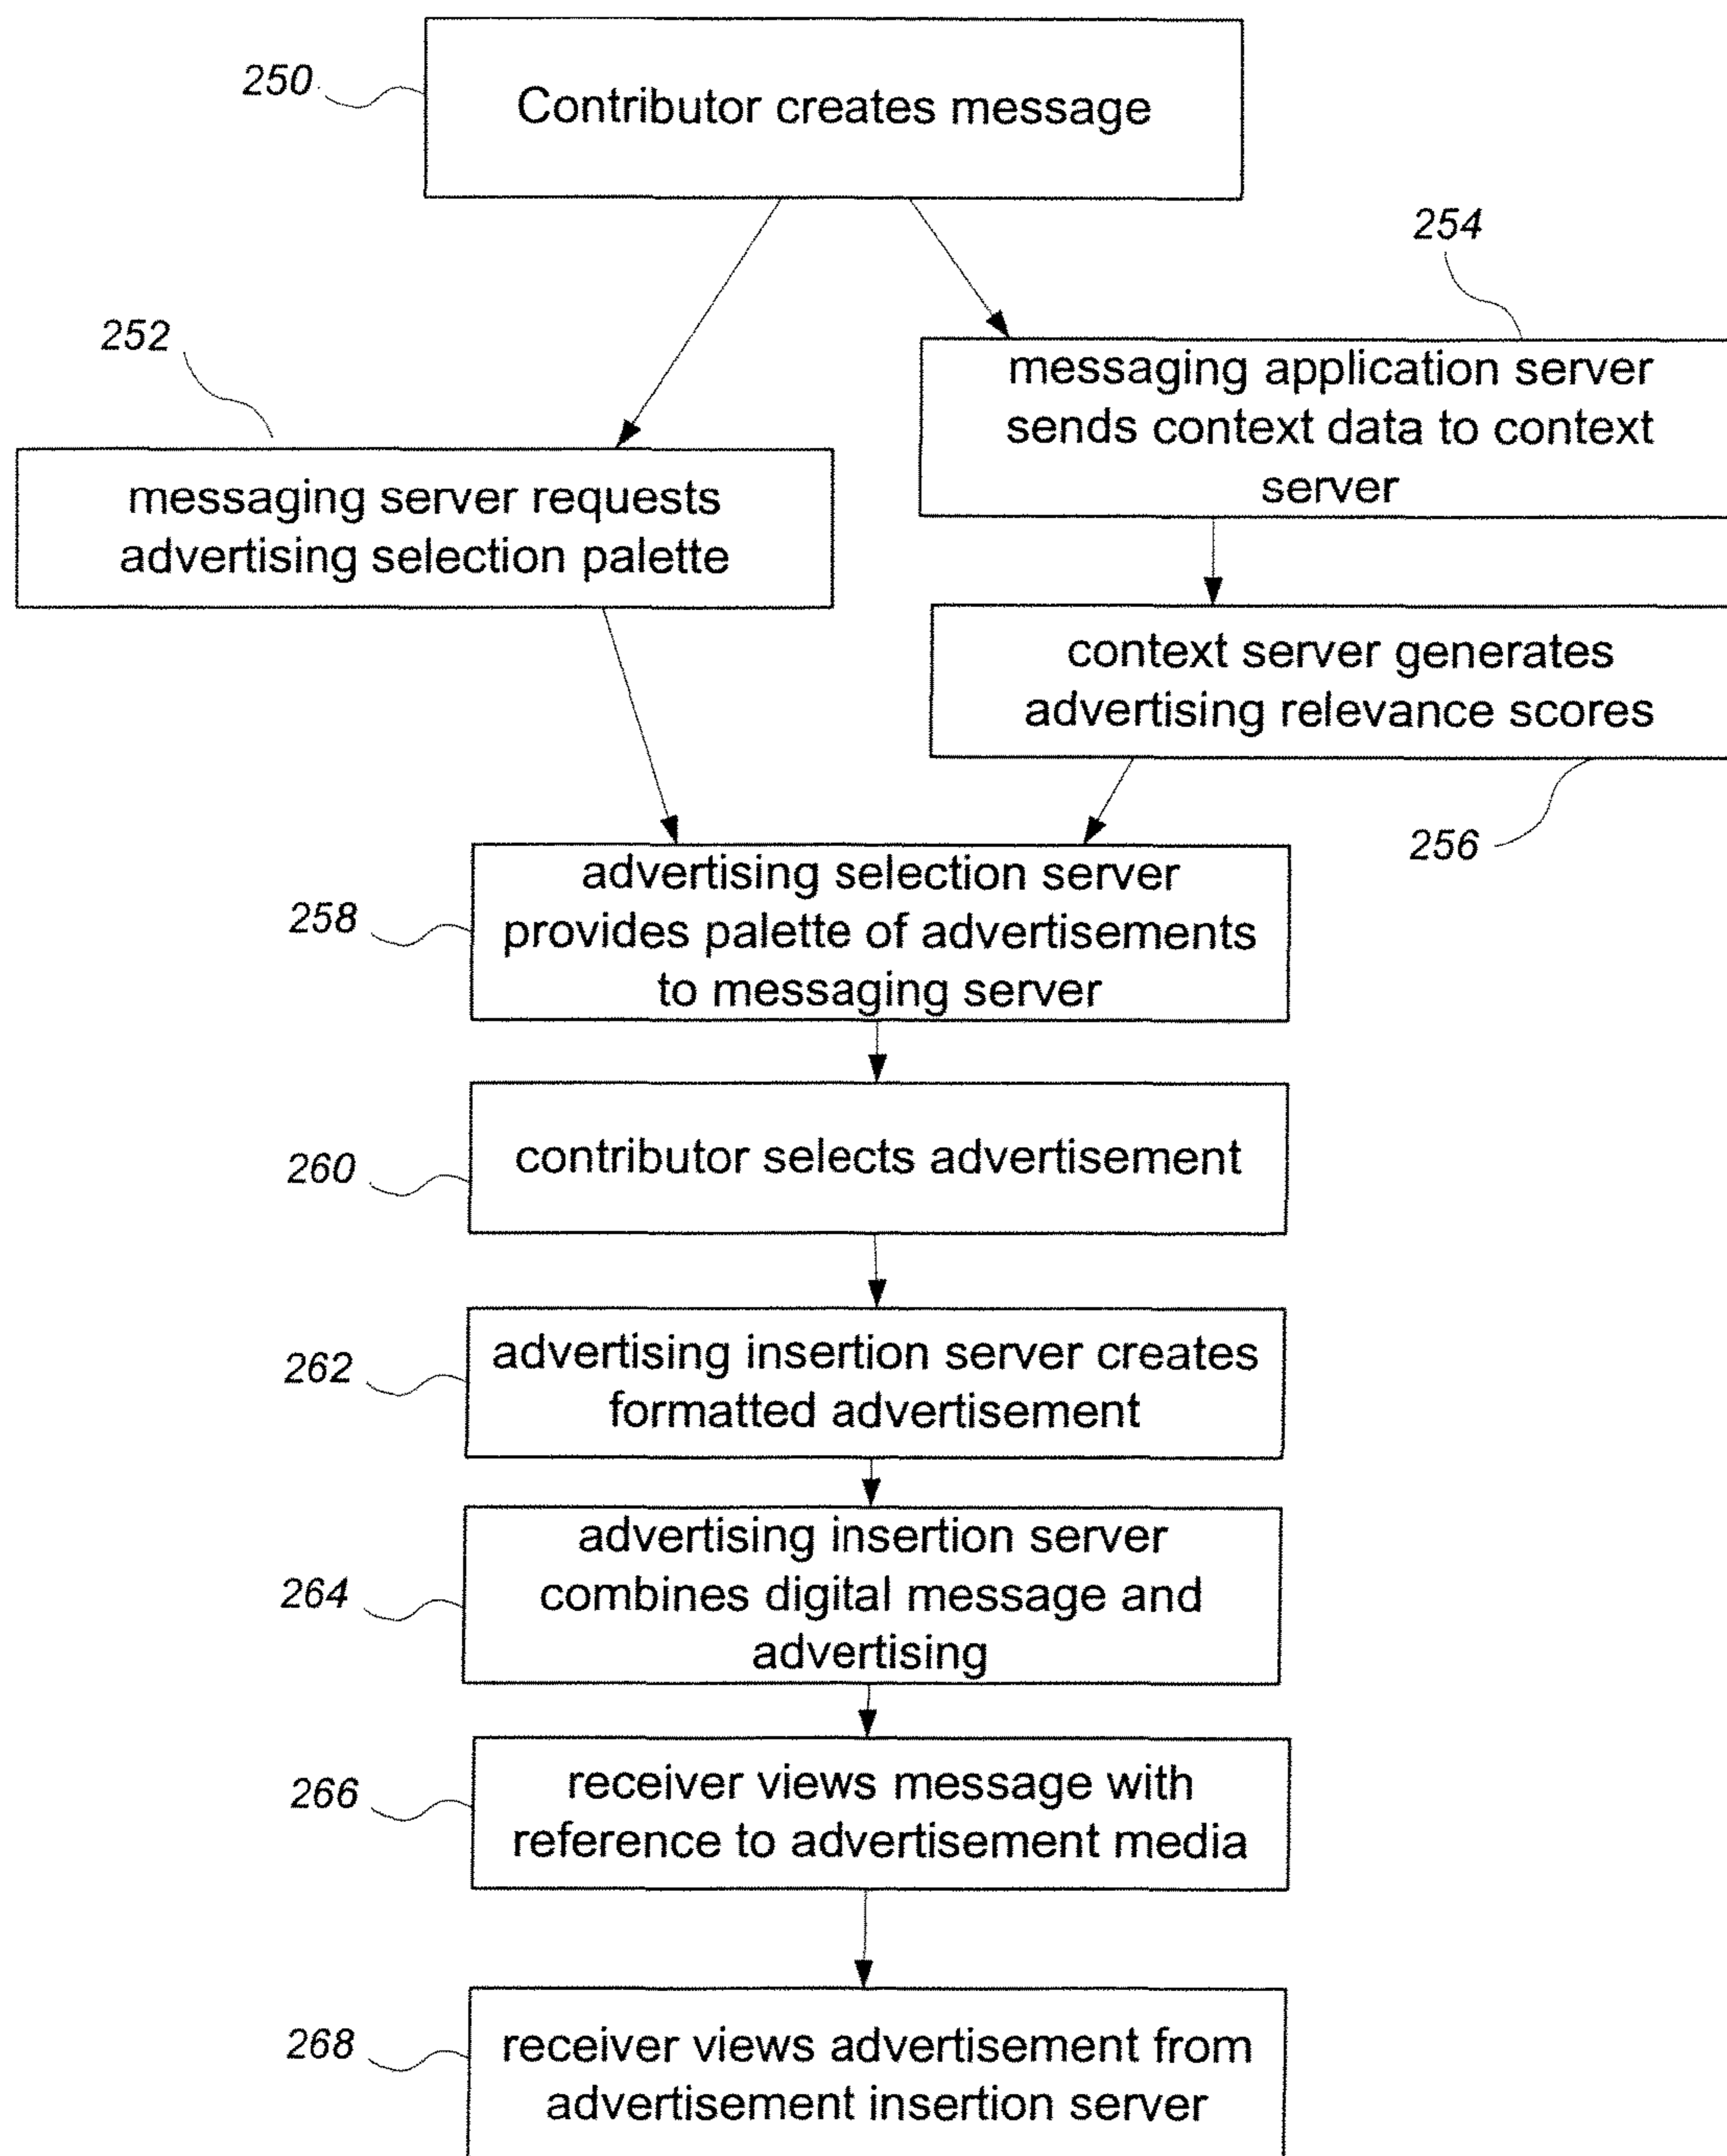 250
Contributor creates message
254
252
messaging application server
sends context data to context
server
messaging server requests
advertising selection palette
context server generates
advertising relevance scores
256
258
advertising selection server
provides palette of advertisements
to messaging server
260
contributor selects advertisement
262
advertising insertion server creates
formatted advertisement
264
advertising insertion server
combines digital message and
advertising
266
receiver views message with
reference to advertisement media
268
receiver views advertisement from
advertisement insertion server